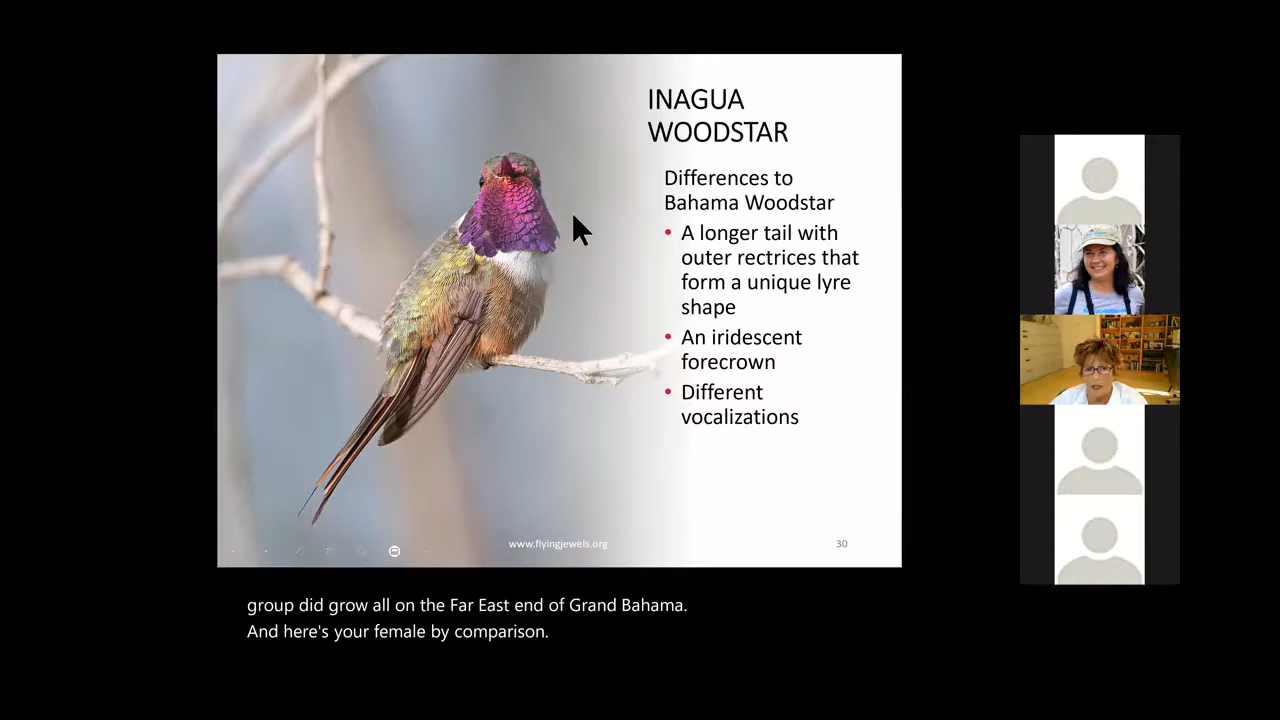 INAGUA
WOODSTAR
Differences to
Bahama Woodstar
• A longer tail with
outer rectrices that
form a unique lyre
shape
• An iridescent
forecrown
• Different
vocalizations
www.flyingjewels.org
30
group did grow all on the Far East end of Grand Bahama.
And here's your female by comparison.